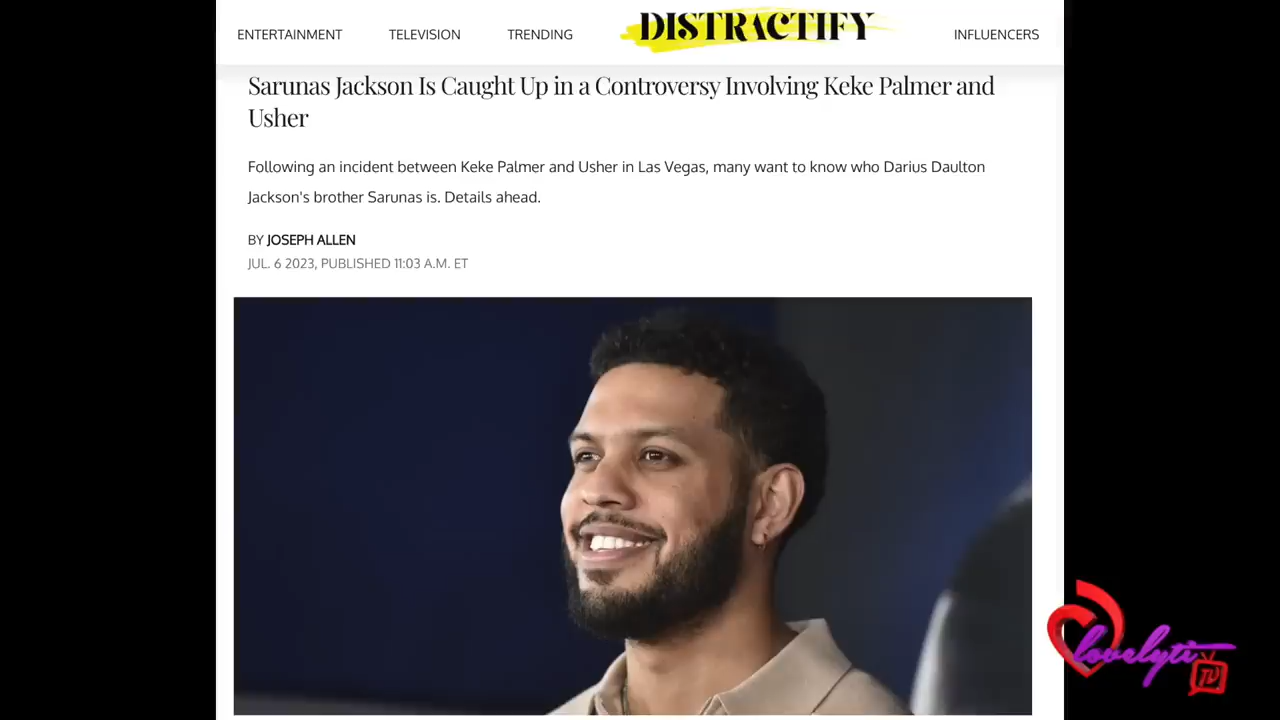 ENTERTAINMENT TELEVISION TRENDING DISTRACTIFY INFLUENCERS
Sarunas Jackson Is Caught Up in a Controversy Involving Keke Palmer and
Usher
Following an incident between Keke Palmer and Usher in Las Vegas, many want to know who Darius Daulton
Jackson's brother Sarunas is. Details ahead.
BY JOSEPH ALLEN
JUL. 6 2023, PUBLISHED 11:03 A.M. ET
lovelyti
TV